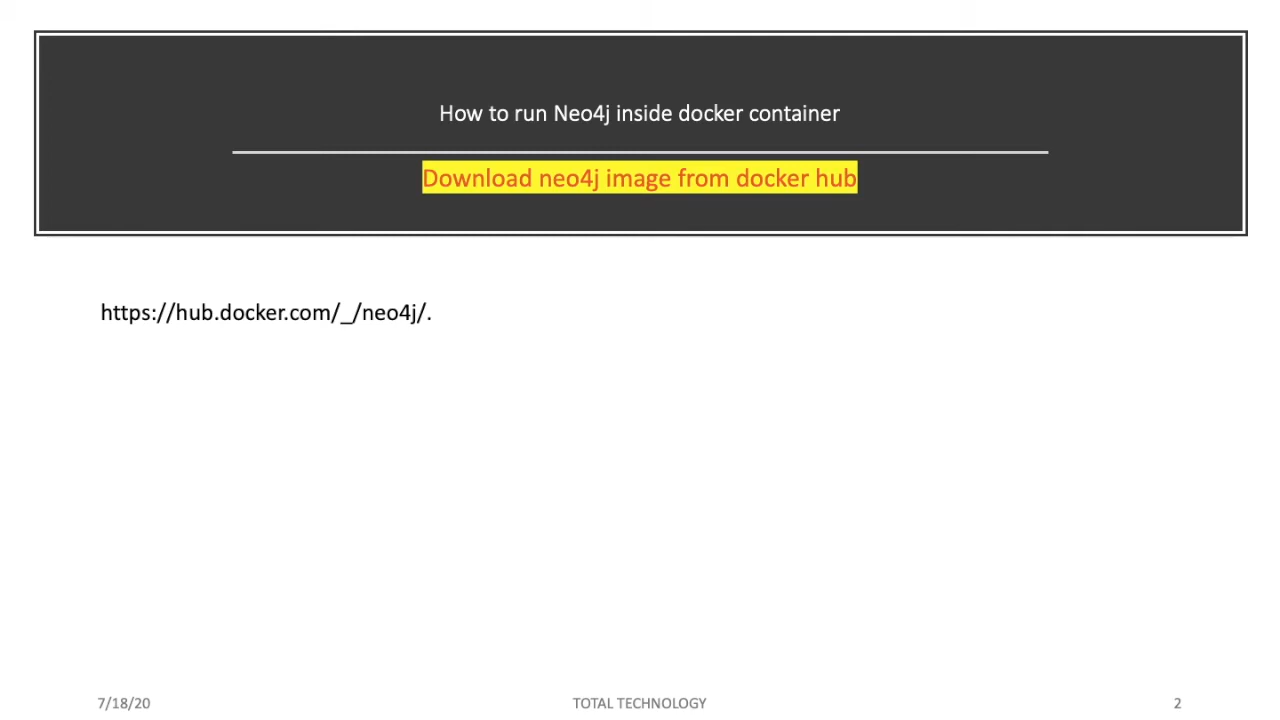 How to run Neo4j inside docker container
Download neo4j image from docker hub
https://hub.docker.com/_/neo4j/.
7/18/20
TOTAL TECHNOLOGY
2